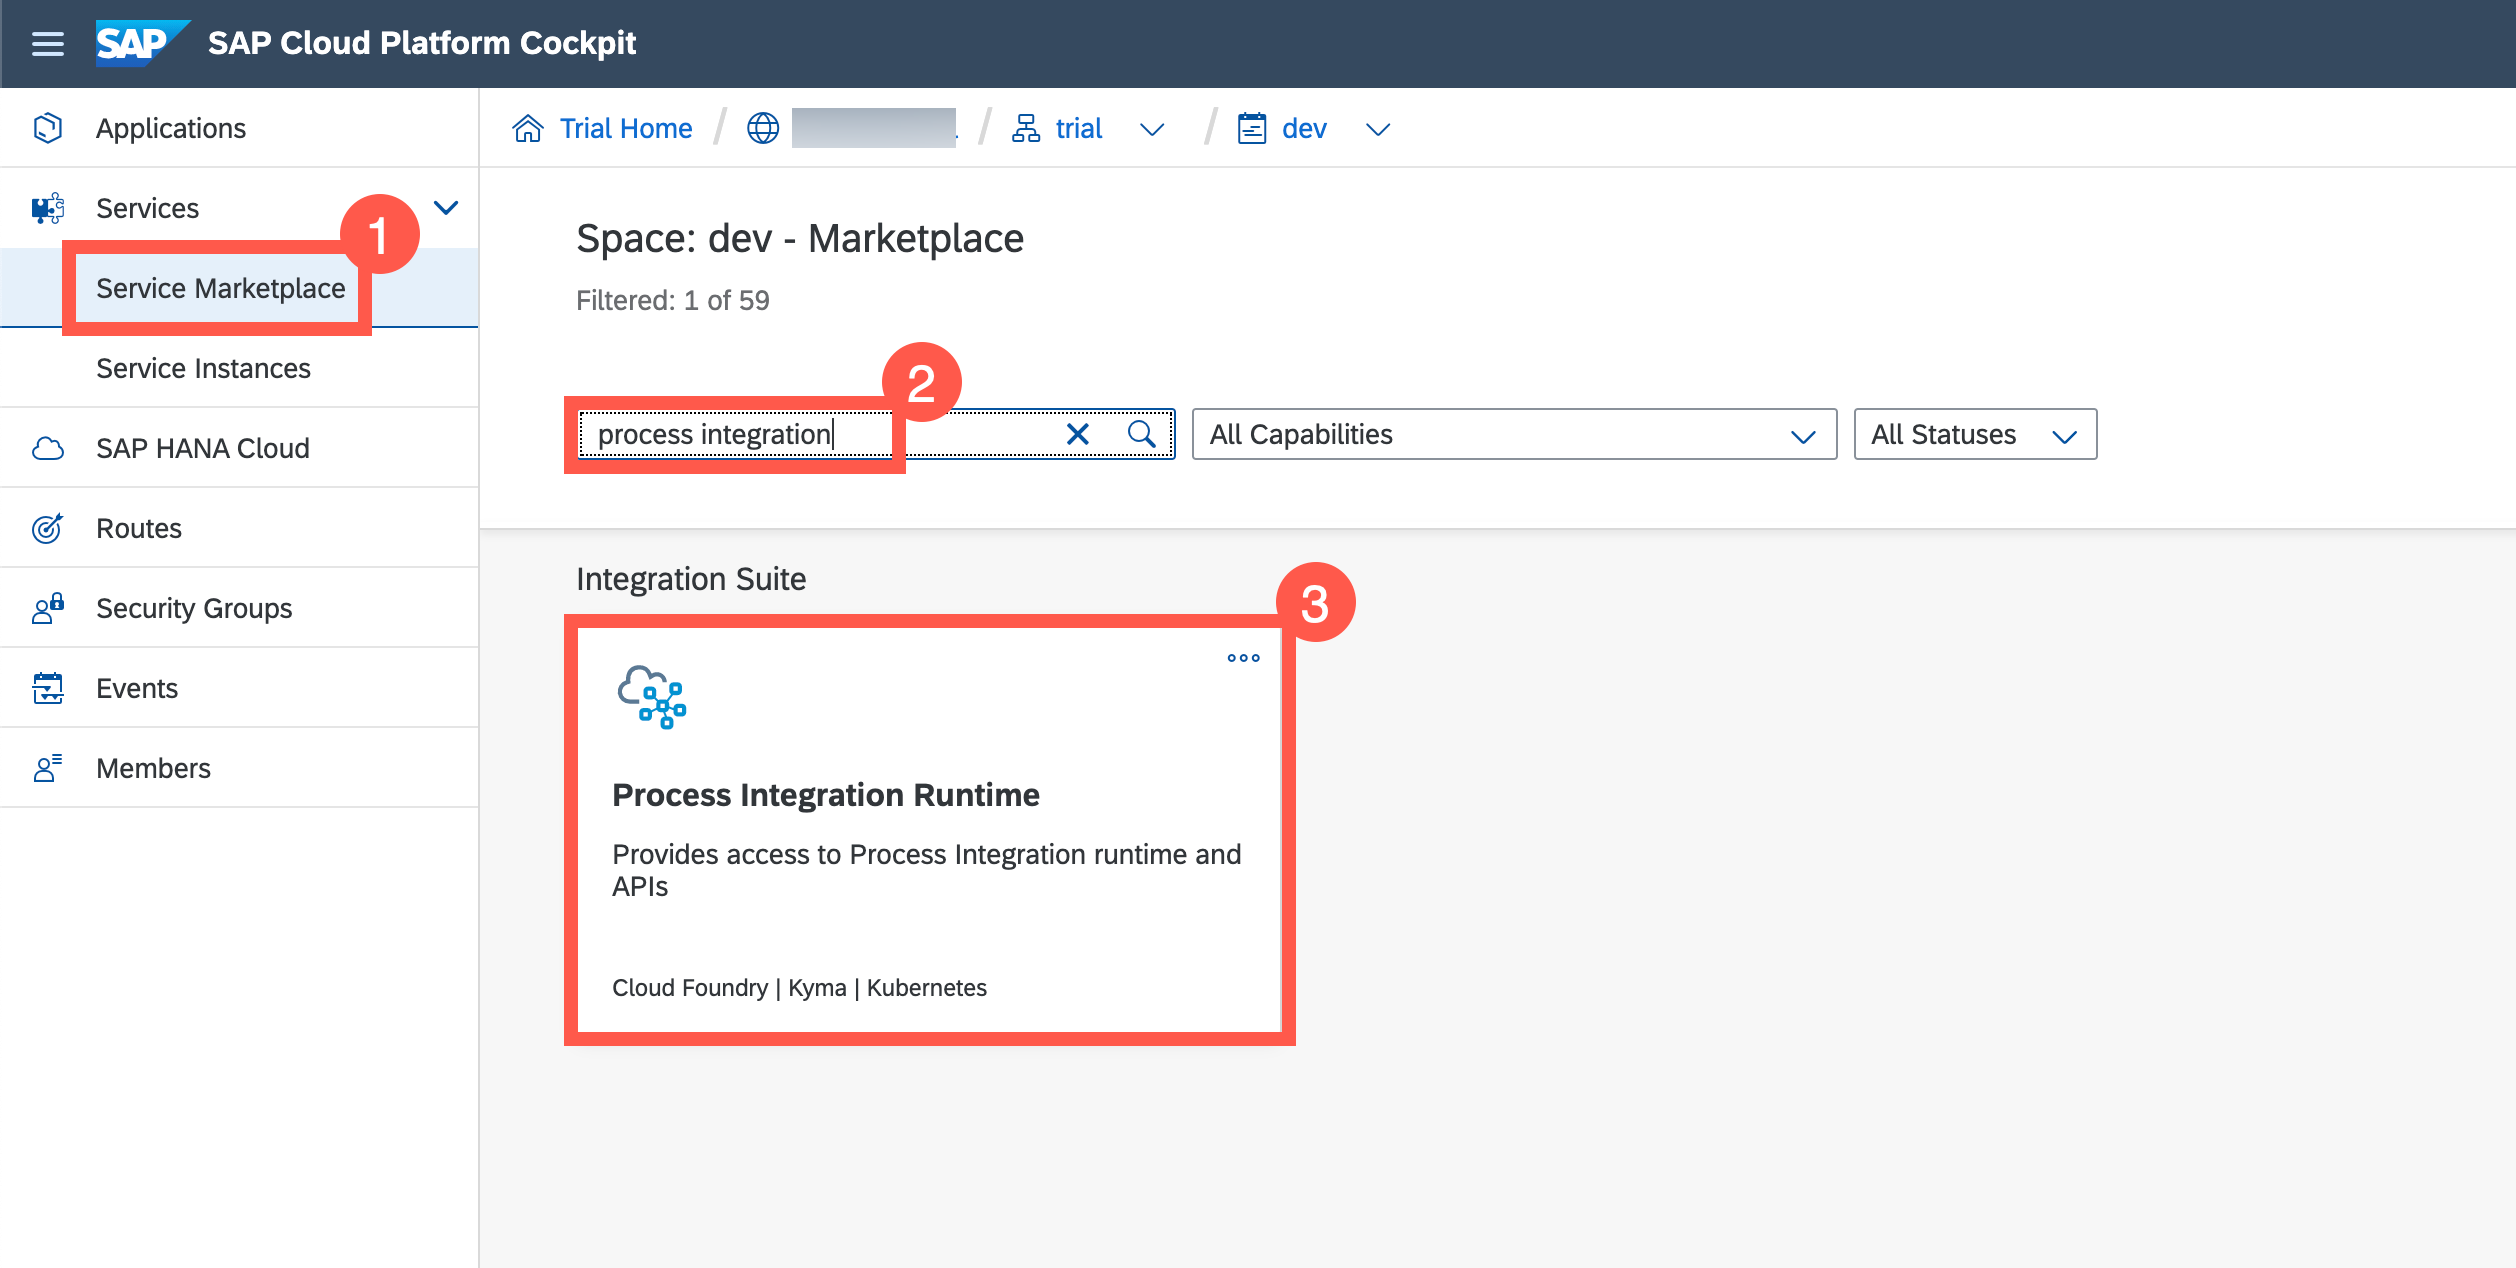 SAP SAP Cloud Platform Cockpit
Applications
Services
1
Service Marketplace
Service Instances
SAP HANA Cloud
Routes
Security Groups
Events
Members
Trial Home / / trial / dev
Space: dev - Marketplace
Filtered: 1 of 59
2
process integration
All Capabilities
All Statuses
Integration Suite
3
Process Integration Runtime
Provides access to Process Integration runtime and
APIs
Cloud Foundry | Kyma | Kubernetes